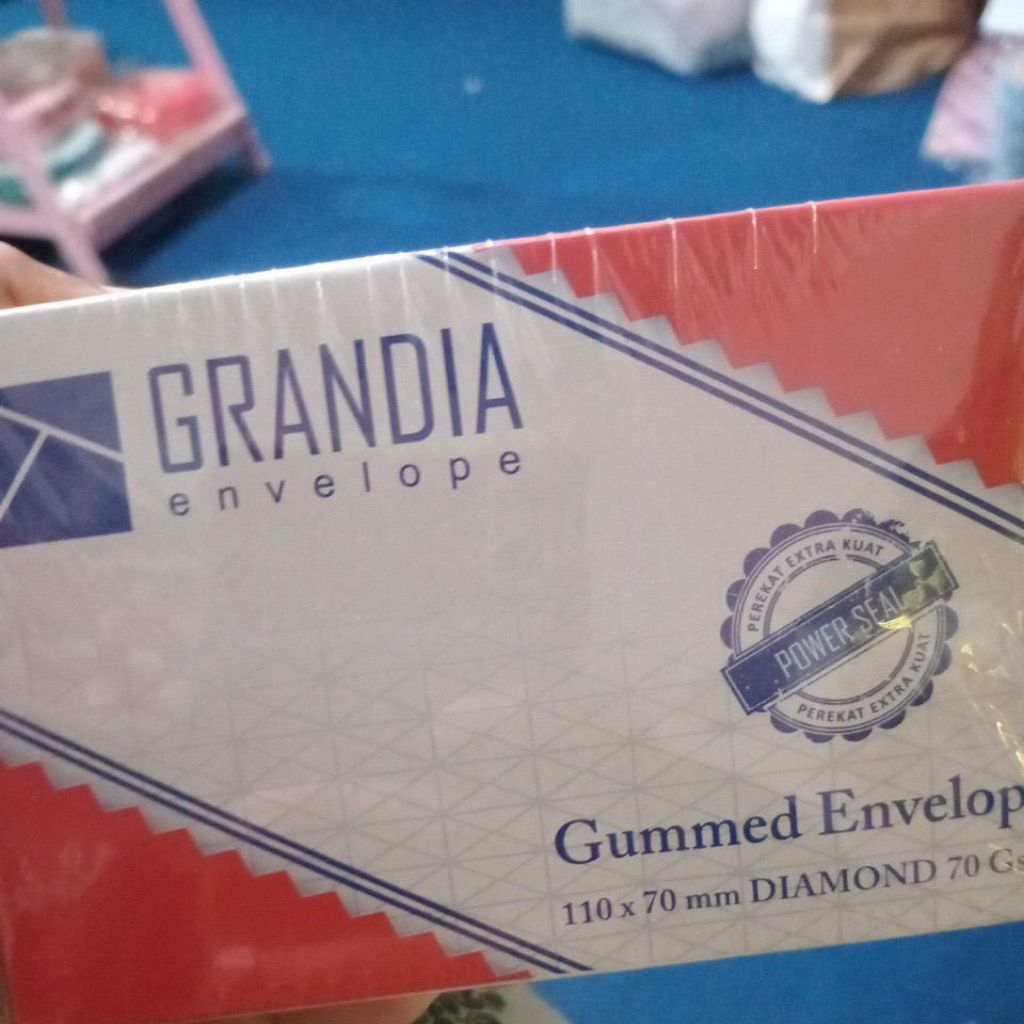 GRANDIA
envelope
PEREKAT EXTRA KUAT
POWER SEAL
PEREKAT EXTRA KUAT
Gummed Envelop
110 x 70 mm DIAMOND 70 Gs